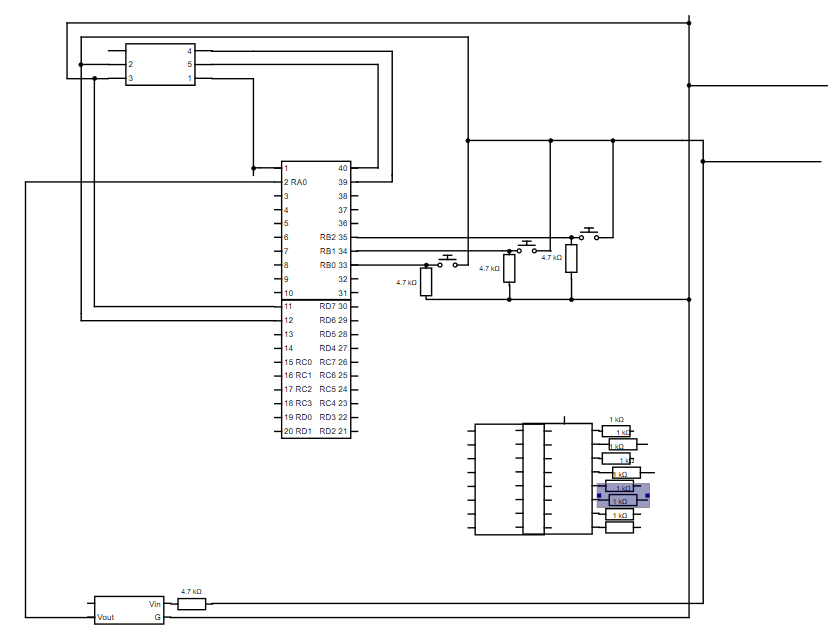 4
2 5
3 1
1 40
2 RA0 39
3 38
4 37
5 36
6 RB2 35
7 RB1 34
8 RB0 33
9 32
10 31
11 RD7 30
12 RD6 29
13 RD5 28
14 RD4 27
15 RC0 RC7 26
16 RC1 RC6 25
17 RC2 RC5 24
18 RC3 RC4 23
19 RD0 RD3 22
20 RD1 RD2 21
4.7 kΩ
4.7 kΩ
4.7 kΩ
1 kΩ
1 kΩ
1 kΩ
1 kΩ
1 kΩ
1 kΩ
1 kΩ
1 kΩ
4.7 kΩ
Vin
Vout G